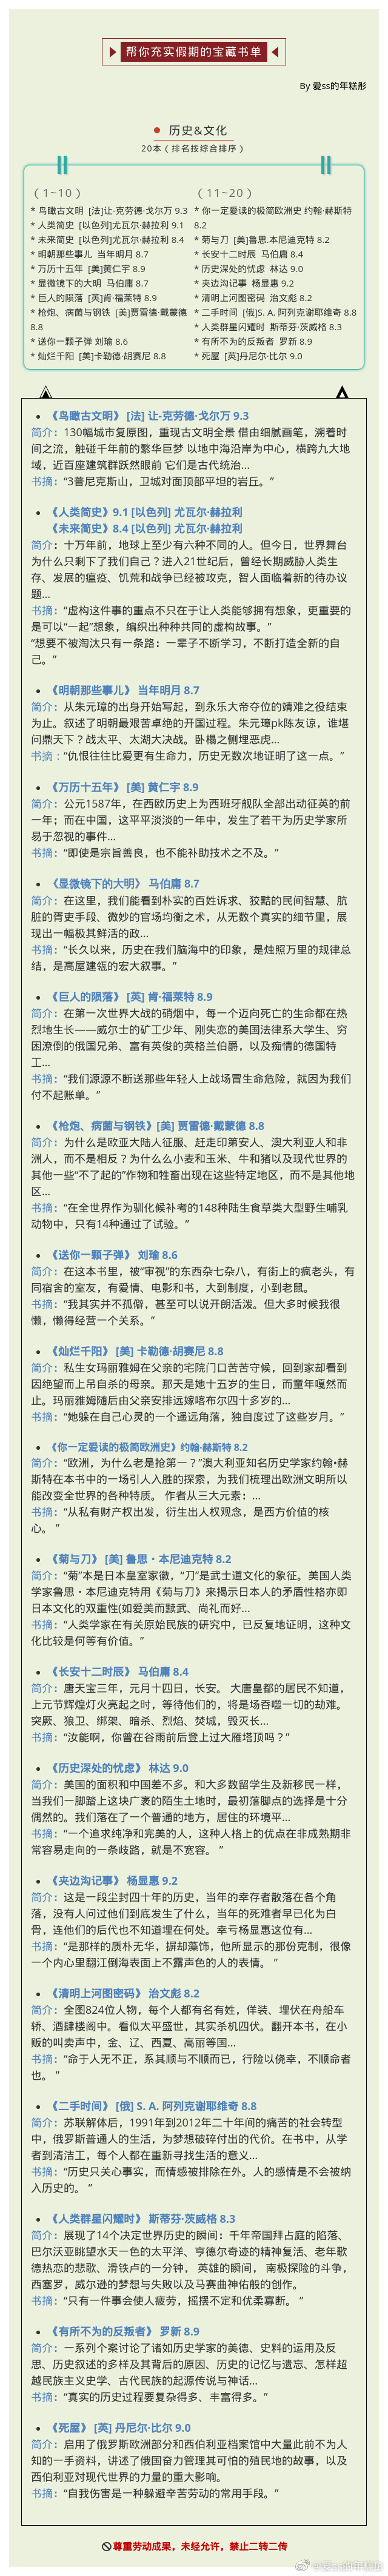 帮你充实假期的宝藏书单
By 爱ss的年糕彤
历史&文化
20本（排名按综合排序）
（1~10）
* 鸟瞰古文明 [法]让-克劳德·戈尔万 9.3
* 人类简史 [以色列]尤瓦尔·赫拉利 9.1
* 未来简史 [以色列]尤瓦尔·赫拉利 8.4
* 明朝那些事儿 当年明月 8.7
* 万历十五年 [美]黄仁宇 8.9
* 显微镜下的大明 马伯庸 8.7
* 巨人的陨落 [英]肯·福莱特 8.9
* 枪炮、病菌与钢铁 [美]贾雷德·戴蒙德
8.8
* 送你一颗子弹 刘瑜 8.6
* 灿烂千阳 [美]卡勒德·胡赛尼 8.8
（11~20）
* 你一定爱读的极简欧洲史 约翰·赫斯特
8.2
* 菊与刀 [美]鲁思.本尼迪克特 8.2
* 长安十二时辰 马伯庸 8.4
* 历史深处的忧虑 林达 9.0
* 夹边沟记事 杨显惠 9.2
* 清明上河图密码 冶文彪 8.2
* 二手时间 [俄]S. A. 阿列克谢耶维奇 8.8
* 人类群星闪耀时 斯蒂芬·茨威格 8.3
* 有所不为的反叛者 罗新 8.9
* 死屋 [英]丹尼尔·比尔 9.0
《鸟瞰古文明》 [法] 让-克劳德·戈尔万 9.3
简介：130幅城市复原图，重现古文明全景 借由细腻画笔，溯着时
间之流，触碰千年前的繁华巨梦 以地中海沿岸为中心，横跨九大地
域，近百座建筑群跃然眼前 它们是古代统治...
书摘：“3普尼克斯山，卫城对面顶部平坦的岩丘。”
《人类简史》9.1 [以色列] 尤瓦尔·赫拉利
《未来简史》8.4 [以色列] 尤瓦尔·赫拉利
简介：十万年前，地球上至少有六种不同的人。但今日，世界舞台
为什么只剩下了我们自己？进入21世纪后，曾经长期威胁人类生
存、发展的瘟疫、饥荒和战争已经被攻克，智人面临着新的待办议
题...
书摘：“虚构这件事的重点不只在于让人类能够拥有想象，更重要的
是可以“一起”想象，编织出种种共同的虚构故事。”
“想要不被淘汰只有一条路：一辈子不断学习，不断打造全新的自
己。”
《明朝那些事儿》 当年明月 8.7
简介：从朱元璋的出身开始写起，到永乐大帝夺位的靖难之役结束
为止。叙述了明朝最艰苦卓绝的开国过程。朱元璋pk陈友谅，谁堪
问鼎天下？战太平、太湖大决战。卧榻之侧埋恶虎...
书摘：“仇恨往往比爱更有生命力，历史无数次地证明了这一点。”
《万历十五年》 [美] 黄仁宇 8.9
简介：公元1587年，在西欧历史上为西班牙舰队全部出动征英的前
一年；而在中国，这平平淡淡的一年中，发生了若干为历史学家所
易于忽视的事件...
书摘：“即使是宗旨善良，也不能补助技术之不及。”
《显微镜下的大明》 马伯庸 8.7
简介：在这里，我们能看到朴实的百姓诉求、狡黠的民间智慧、肮
脏的胥吏手段、微妙的官场均衡之术，从无数个真实的细节里，展
现出一幅极其鲜活的政...
书摘：“长久以来，历史在我们脑海中的印象，是烛照万里的规律总
结，是高屋建瓴的宏大叙事。”
《巨人的陨落》 [英] 肯·福莱特 8.9
简介：在第一次世界大战的硝烟中，每一个迈向死亡的生命都在热
烈地生长——威尔士的矿工少年、刚失恋的美国法律系大学生、穷
困潦倒的俄国兄弟、富有英俊的英格兰伯爵，以及痴情的德国特
工...
书摘：“我们源源不断送那些年轻人上战场冒生命危险，就因为我们
付不起账单。”
《枪炮、病菌与钢铁》[美] 贾雷德·戴蒙德 8.8
简介：为什么是欧亚大陆人征服、赶走印第安人、澳大利亚人和非
洲人，而不是相反？为什么么小麦和玉米、牛和猪以及现代世界的
其他一些“不了起的”作物和牲畜出现在这些特定地区，而不是其他地
区...
书摘：“在全世界作为驯化候补考的148种陆生食草类大型野生哺乳
动物中，只有14种通过了试验。”
《送你一颗子弹》 刘瑜 8.6
简介：在这本书里，被“审视”的东西杂七杂八，有街上的疯老头，有
同宿舍的室友，有爱情、电影和书，大到制度，小到老鼠。
书摘：“我其实并不孤僻，甚至可以说开朗活泼。但大多时候我很
懒，懒得经营一个关系。”
《灿烂千阳》 [美] 卡勒德·胡赛尼 8.8
简介：私生女玛丽雅姆在父亲的宅院门口苦苦守候，回到家却看到
因绝望而上吊自杀的母亲。那天是她十五岁的生日，而童年嘎然而
止。玛丽雅姆随后由父亲安排远嫁喀布尔四十多岁的...
书摘：“她躲在自己心灵的一个遥远角落，独自度过了这些岁月。”
《你一定爱读的极简欧洲史》约翰·赫斯特 8.2
简介：“欧洲，为什么老是抢第一？”澳大利亚知名历史学家约翰•赫
斯特在本书中的一场引人入胜的探索，为我们梳理出欧洲文明所以
能改变全世界的各种特质。 作者从三大元素：...
书摘：“从私有财产权出发，衍生出人权观念，是西方价值的核
心。 ”
《菊与刀》 [美] 鲁思·本尼迪克特 8.2
简介：“菊”本是日本皇室家徽，“刀”是武士道文化的象征。美国人类
学家鲁思·本尼迪克特用《菊与刀》来揭示日本人的矛盾性格亦即
日本文化的双重性(如爱美而黩武、尚礼而好...
书摘：“人类学家在有关原始民族的研究中，已反复地证明，这种文
化比较是何等有价值。”
《长安十二时辰》 马伯庸 8.4
简介：唐天宝三年，元月十四日，长安。 大唐皇都的居民不知道，
上元节辉煌灯火亮起之时，等待他们的，将是场吞噬一切的劫难。
突厥、狼卫、绑架、暗杀、烈焰、焚城，毁灭长...
书摘：“汝能啊，你曾在谷雨前后登上过大雁塔顶吗？”
《历史深处的忧虑》 林达 9.0
简介：美国的面积和中国差不多。和大多数留学生及新移民一样，
当我们一脚踏上这块广袤的陌生土地时，最初落脚点的选择是十分
偶然的。我们落在了一个普通的地方，居住的环境平...
书摘：“一个追求纯净和完美的人，这种人格上的优点在非成熟期非
常容易走向的一条歧路，就是不宽容。 ”
《夹边沟记事》 杨显惠 9.2
简介：这是一段尘封四十年的历史，当年的幸存者散落在各个角
落，没有人问过他们到底发生了什么，当年的死难者早已化为白
骨，连他们的后代也不知道埋在何处。幸亏杨显惠这位有...
书摘：“是那样的质朴无华，摒却藻饰，他所显示的那份克制，很像
一个内心里翻江倒海表面上不露声色的人的表情。 ”
《清明上河图密码》 冶文彪 8.2
简介：全图824位人物，每个人都有名有姓，佯装、埋伏在舟船车
轿、酒肆楼阁中。看似太平盛世，其实杀机四伏。翻开本书，在小
贩的叫卖声中，金、辽、西夏、高丽等国...
书摘：“命于人无不正，系其顺与不顺而已，行险以侥幸，不顺命者
也。 ”
《二手时间》 [俄] S. A. 阿列克谢耶维奇 8.8
简介：苏联解体后，1991年到2012年二十年间的痛苦的社会转型
中，俄罗斯普通人的生活，为梦想破碎付出的代价。在书中，从学
者到清洁工，每个人都在重新寻找生活的意义...
书摘：“历史只关心事实，而情感被排除在外。人的感情是不会被纳
入历史的。 ”
《人类群星闪耀时》 斯蒂芬·茨威格 8.3
简介：展现了14个决定世界历史的瞬间：千年帝国拜占庭的陷落、
巴尔沃亚眺望水天一色的太平洋、亨德尔奇迹的精神复活、老年歌
德热恋的悲歌、滑铁卢的一分钟， 英雄的瞬间， 南极探险的斗争，
西塞罗，威尔逊的梦想与失败以及马赛曲神佑般的创作。
书摘：“只有一件事会使人疲劳，摇摆不定和优柔寡断。 ”
《有所不为的反叛者》 罗新 8.9
简介：一系列个案讨论了诸如历史学家的美德、史料的运用及反
思、历史叙述的多样及其背后的原因、历史的记忆与遗忘、怎样超
越民族主义史学、古代民族的起源传说与神话...
书摘：“真实的历史过程要复杂得多、丰富得多。”
《死屋》 [英] 丹尼尔·比尔 9.0
简介：启用了俄罗斯欧洲部分和西伯利亚档案馆中大量此前不为人
知的一手资料，讲述了俄国奋力管理其可怕的殖民地的故事，以及
西伯利亚对现代世界的力量的重大影响。
书摘：“自我伤害是一种躲避辛苦劳动的常用手段。”
尊重劳动成果，未经允许，禁止二转二传
@爱ss的年糕彤